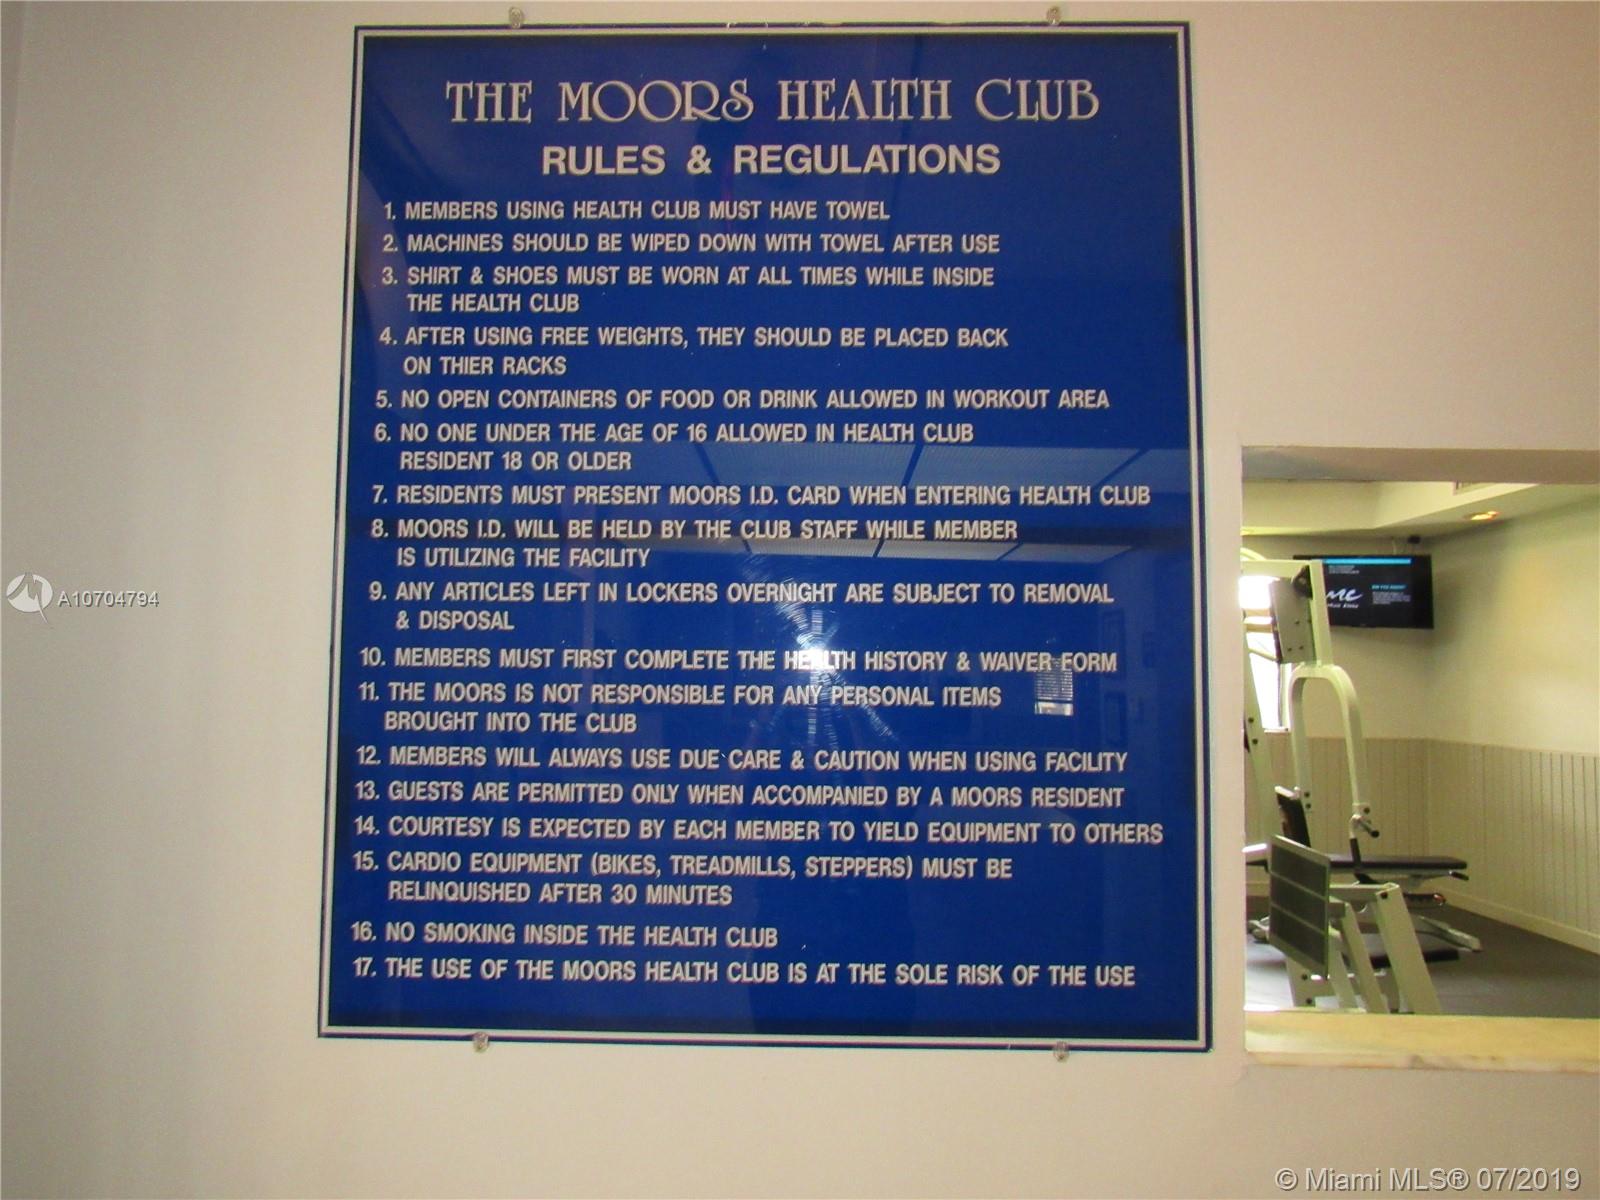 THE MOORS HEALTH CLUB
RULES & REGULATIONS
1. MEMBERS USING HEALTH CLUB MUST HAVE TOWEL
2. MACHINES SHOULD BE WIPED DOWN WITH TOWEL AFTER USE
3. SHIRT & SHOES MUST BE WORN AT ALL TIMES WHILE INSIDE
THE HEALTH CLUB
4. AFTER USING FREE WEIGHTS, THEY SHOULD BE PLACED BACK
ON THIER RACKS
5. NO OPEN CONTAINERS OF FOOD OR DRINK ALLOWED IN WORKOUT AREA
6. NO ONE UNDER THE AGE OF 16 ALLOWED IN HEALTH CLUB
RESIDENT 18 OR OLDER
7. RESIDENTS MUST PRESENT MOORS I.D. CARD WHEN ENTERING HEALTH CLUB
8. MOORS I.D. WILL BE HELD BY THE CLUB STAFF WHILE MEMBER
IS UTILIZING THE FACILITY
9. ANY ARTICLES LEFT IN LOCKERS OVERNIGHT ARE SUBJECT TO REMOVAL
& DISPOSAL
10. MEMBERS MUST FIRST COMPLETE THE HEALTH HISTORY & WAIVER FORM
11. THE MOORS IS NOT RESPONSIBLE FOR ANY PERSONAL ITEMS
BROUGHT INTO THE CLUB
12. MEMBERS WILL ALWAYS USE DUE CARE & CAUTION WHEN USING FACILITY
13. GUESTS ARE PERMITTED ONLY WHEN ACCOMPANIED BY A MOORS RESIDENT
14. COURTESY IS EXPECTED BY EACH MEMBER TO YIELD EQUIPMENT TO OTHERS
15. CARDIO EQUIPMENT (BIKES, TREADMILLS, STEPPERS) MUST BE
RELINQUISHED AFTER 30 MINUTES
16. NO SMOKING INSIDE THE HEALTH CLUB
17. THE USE OF THE MOORS HEALTH CLUB IS AT THE SOLE RISK OF THE USE
A10704794
MC
© Miami MLS® 07/2019